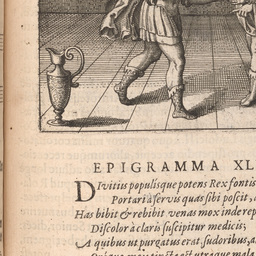 EPIGRAMMA XL
DIvitiis populisque potens Rex fontis
Portari à servis quas sibi poscit,
Has bibit & rebibit venas mox inde rep
Discolor à claris suscipitur medicis;
A quibus ut purgatus erat, sudoribus, a